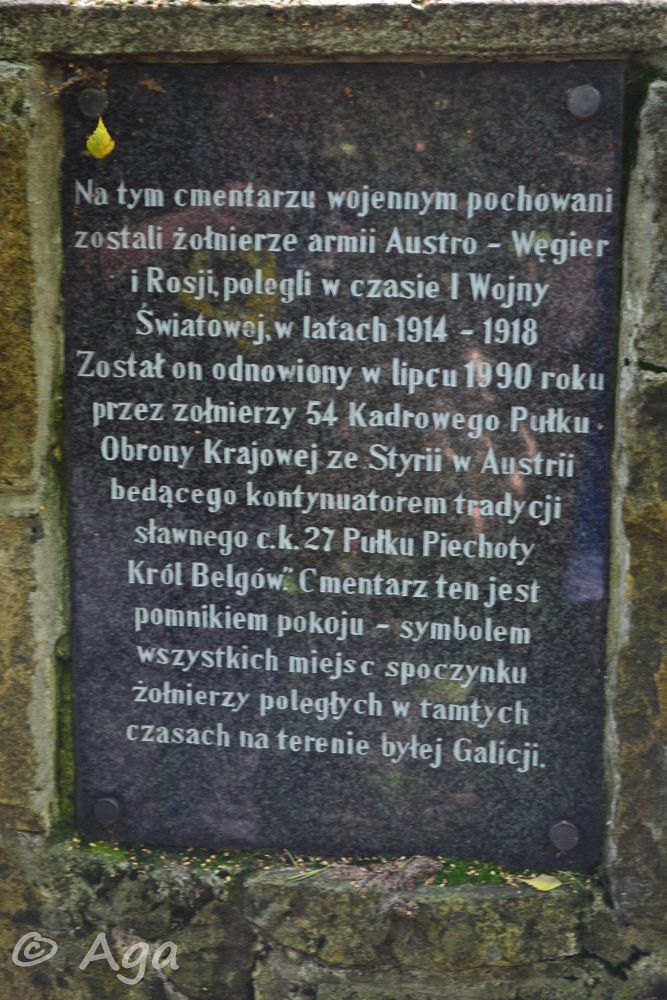 Na tym cmentarzu wojennym pochowani
zostali żołnierze armii Austro - Węgier
i Rosji, polegli w czasie I Wojny
Światowej, w latach 1914 - 1918
Został on odnowiony w lipcu 1990 roku
przez zołnierzy 54 Kadrowego Pułku
Obrony Krajowej ze Styrii w Austrii
bedącego kontynuatorem tradycji
sławnego c.k. 27 Pułku Piechoty
Król Belgów." Cmentarz ten jest
pomnikiem pokoju - symbolem
wszystkich miejsc spoczynku
żołnierzy poległych w tamtych
czasach na terenie byłej Galicji.
© Aga